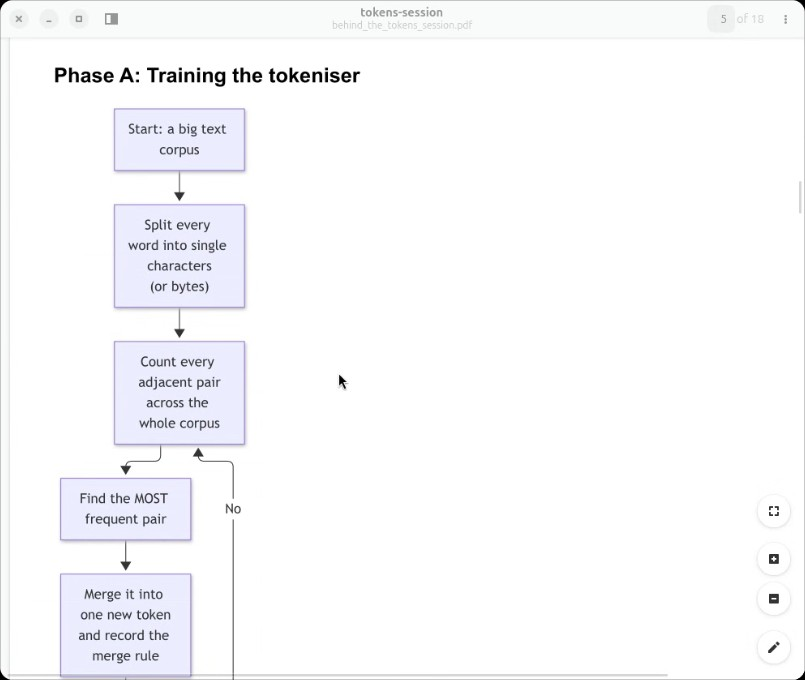 tokens-session
behind_the_tokens_session.pdf
5 of 18
Phase A: Training the tokeniser
Start: a big text
corpus
Split every
word into single
characters
(or bytes)
Count every
adjacent pair
across the
whole corpus
Find the MOST
frequent pair
No
Merge it into
one new token
and record the
merge rule